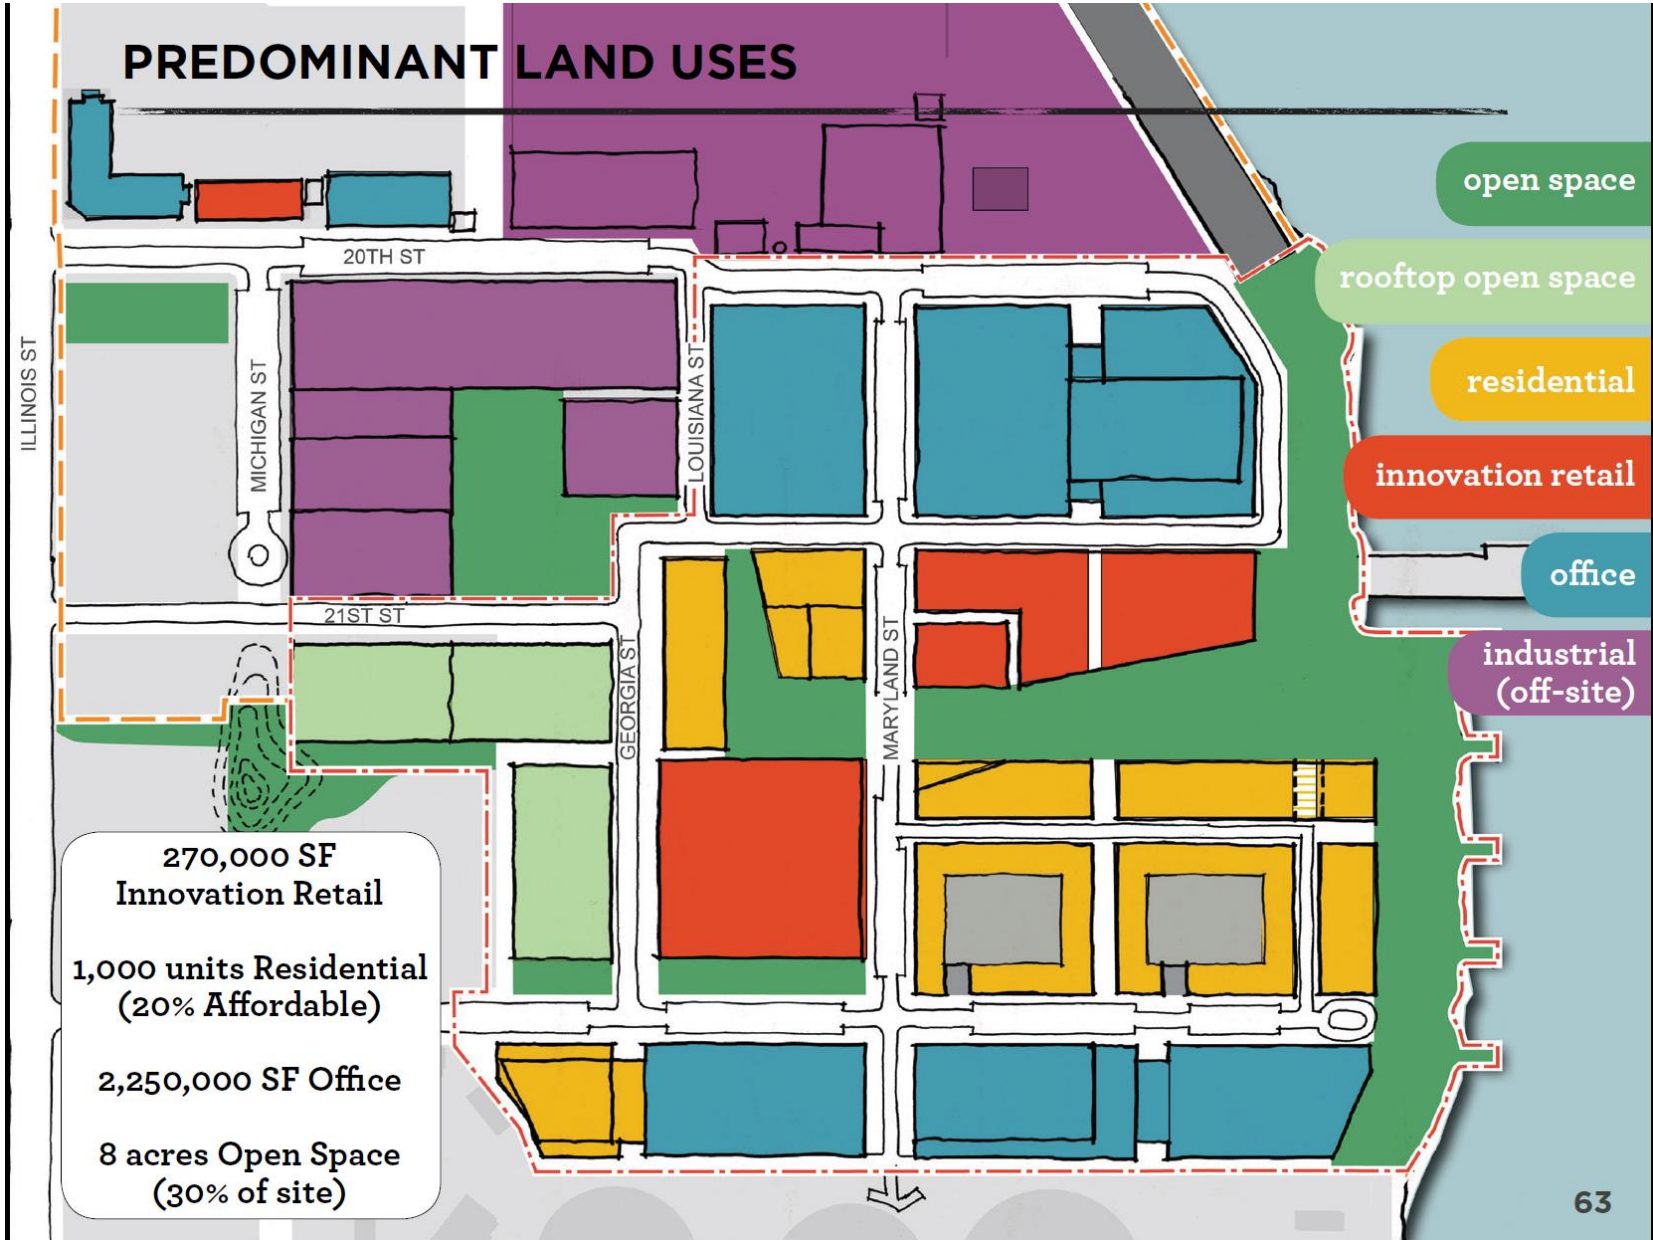 PREDOMINANT LAND USES
open space
rooftop open space
residential
innovation retail
office
industrial
(off-site)
20TH ST
ILLINOIS ST
MICHIGAN ST
LOUISIANA ST
21ST ST
GEORGIA ST
MARYLAND ST
270,000 SF
Innovation Retail
1,000 units Residential
(20% Affordable)
2,250,000 SF Office
8 acres Open Space
(30% of site)
63